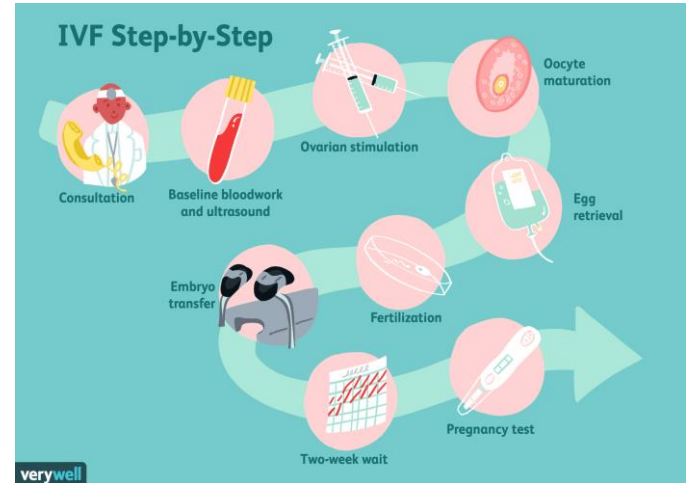 IVF Step-by-Step
Consultation
Baseline bloodwork
and ultrasound
Ovarian stimulation
Oocyte
maturation
Egg
retrieval
Fertilization
Embryo
transfer
Two-week wait
Pregnancy test
verywell